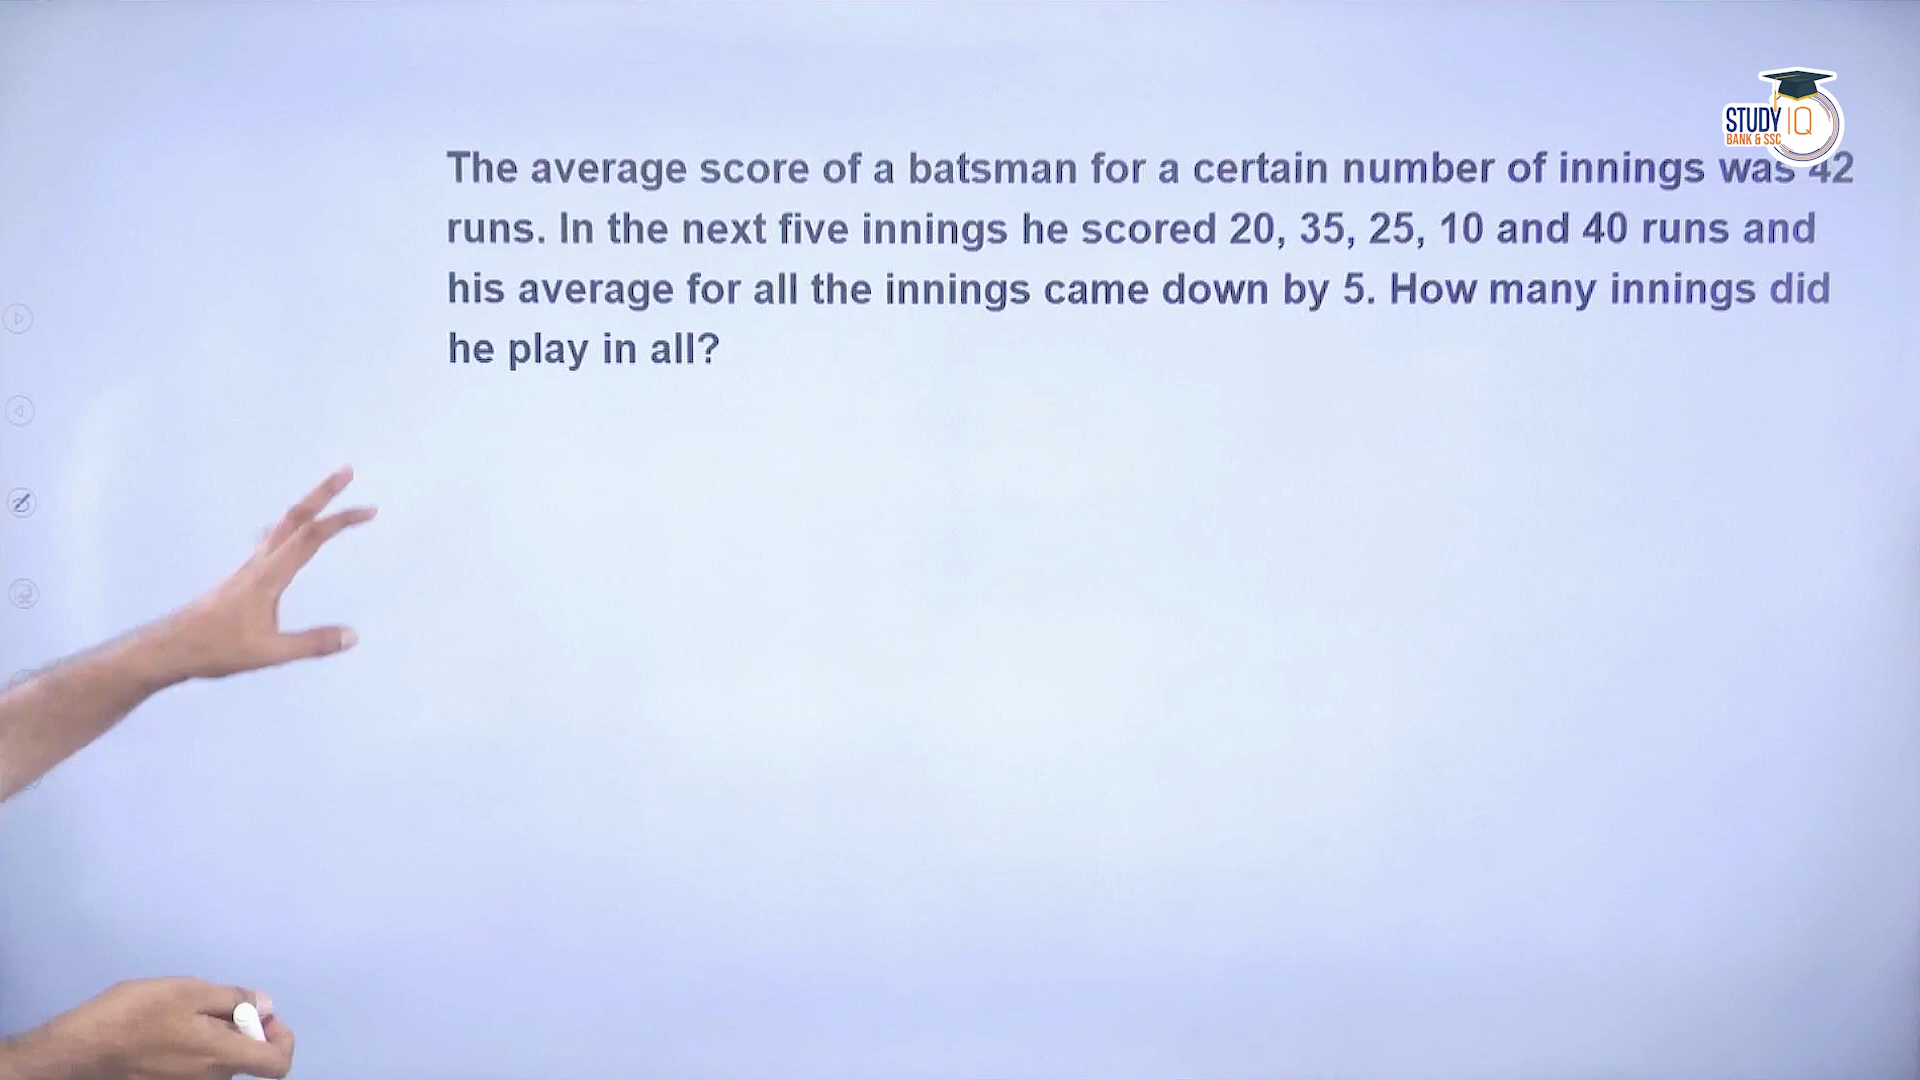 STUDY IQ
BANK & SSC
The average score of a batsman for a certain number of innings was 42
runs. In the next five innings he scored 20, 35, 25, 10 and 40 runs and
his average for all the innings came down by 5. How many innings did
he play in all?